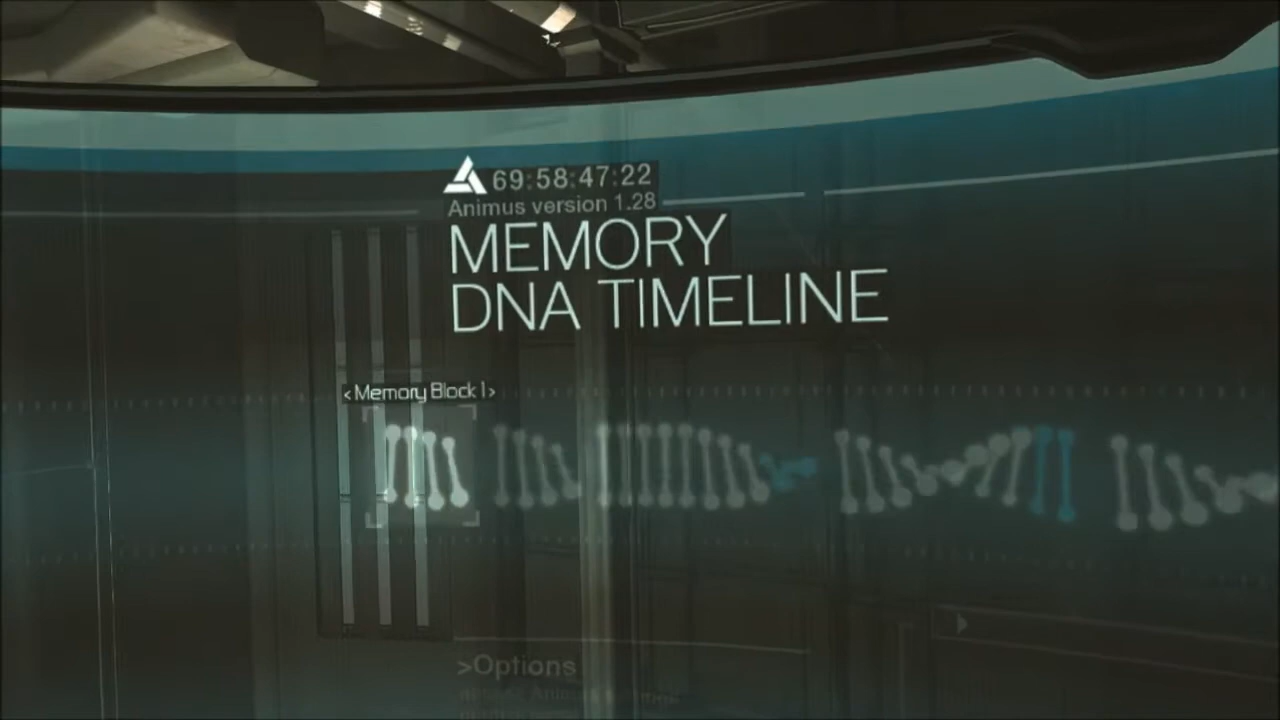 69:58:47:22
Animus version 1.28
MEMORY
DNA TIMELINE
<Memory Block 1>
>Options